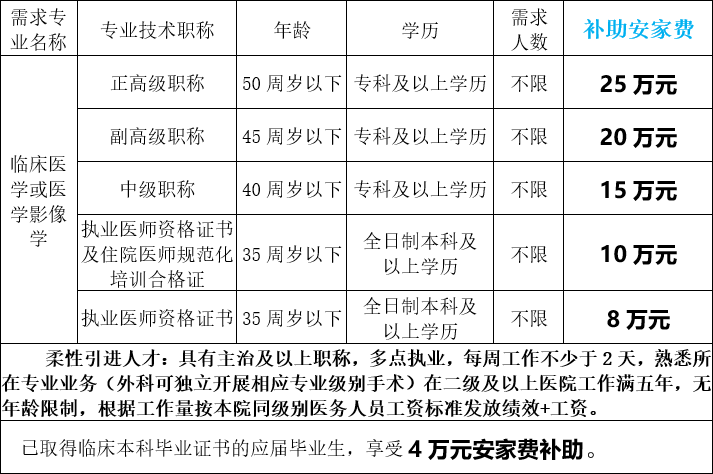 需求专业名称 专业技术职称 年龄 学历 需求人数 补助安家费
临床医学或医学影像学
正高级职称 50周岁以下 专科及以上学历 不限 25万元
副高级职称 45周岁以下 专科及以上学历 不限 20万元
中级职称 40周岁以下 专科及以上学历 不限 15万元
执业医师资格证书及住院医师规范化培训合格证 35周岁以下 全日制本科及以上学历 不限 10万元
执业医师资格证书 35周岁以下 全日制本科及以上学历 不限 8万元
柔性引进人才：具有主治及以上职称，多点执业，每周工作不少于2天，熟悉所
在专业业务（外科可独立开展相应专业级别手术）在二级及以上医院工作满五年，无
年龄限制，根据工作量按本院同级别医务人员工资标准发放绩效+工资。
已取得临床本科毕业证书的应届毕业生，享受4万元安家费补助。